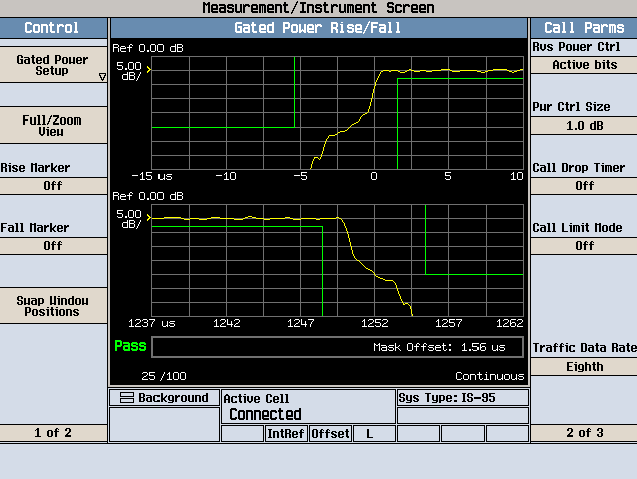 Measurement/Instrument Screen
Control
Gated Power Rise/Fall
Call Parms
Gated Power
Setup
Full/Zoom
View
Rise Marker
Off
Fall Marker
Off
Swap Window
Positions
1 of 2
Ref 0.00 dB
5.00
dB/
-15 us -10 -5 0 5 10
Ref 0.00 dB
5.00
dB/
1237 us 1242 1247 1252 1257 1262
Pass
Mask Offset: 1.56 us
25 /100
Continuous
Background
Active Cell
Connected
Sys Type: IS-95
IntRef
Offset
L
Rvs Power Ctrl
Active bits
Pwr Ctrl Size
1.0 dB
Call Drop Timer
Off
Call Limit Mode
Off
Traffic Data Rate
Eighth
2 of 3